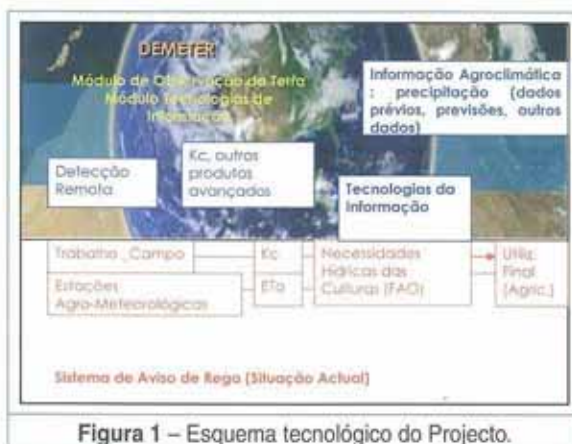 DEMETER
Módulo de Observação da Terra
Módulo Tecnologias de
Informação
Informação Agroclimática
: precipitação (dados
prévios, previsões, outros
dados)
Detecção
Remota
Kc, outros
produtos
avançados
Tecnologias da
Informação
Trabalho_Campo
Kc
Necessidades
Hídricas das
Culturas (FAO)
Utiliz.
Final
(Agric.)
Estações
Agro-Meteorológicas
ETo
Sistema de Aviso de Rega (Situação Actual)
Figura 1 – Esquema tecnológico do Projecto.